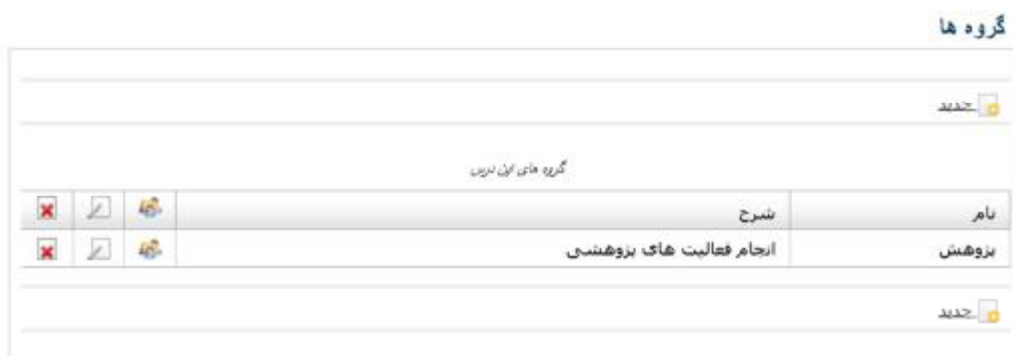 گروه ها
جدید
گروه های این درس
نام شرح
پژوهش انجام فعالیت های پژوهشی
جدید